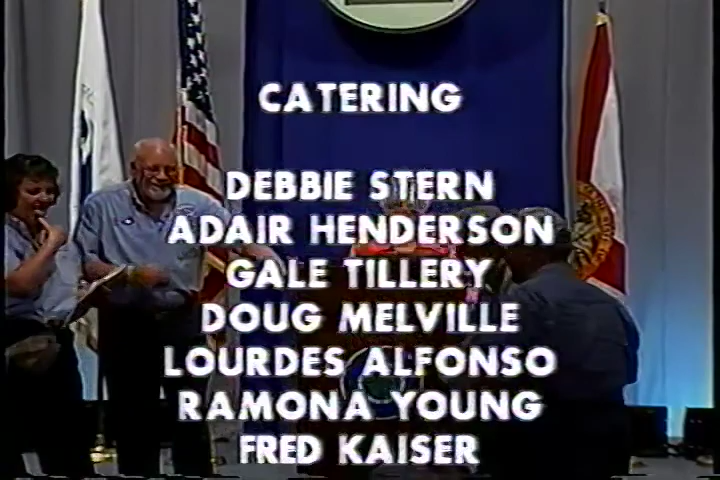 CATERING
DEBBIE STERN
ADAIR HENDERSON
GALE TILLERY
DOUG MELVILLE
LOURDES ALFONSO
RAMONA YOUNG
FRED KAISER